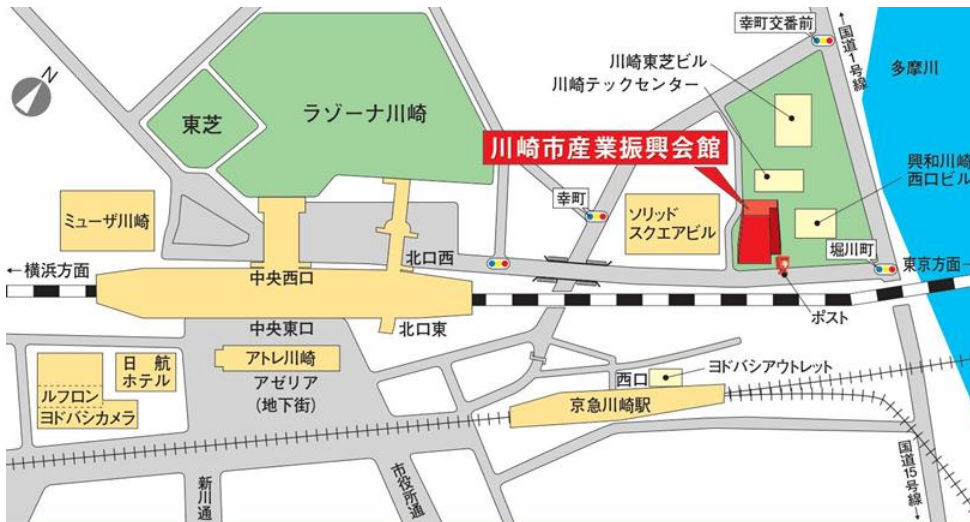 N
東芝
ラゾーナ川崎
幸町交番前
←国道1号線
多摩川
川崎東芝ビル
川崎テックセンター
川崎市産業振興会館
興和川崎
西口ビル
ミューザ川崎
幸町
ソリッド
スクエアビル
堀川町
北口西
←横浜方面
中央西口
東京方面→
ポスト
中央東口
北口東
アトレ川崎
日航
ホテル
アゼリア
(地下街)
ルフロン
ヨドバシカメラ
西口
ヨドバシアウトレット
京急川崎駅
新川通
市役所通
国道15号線→